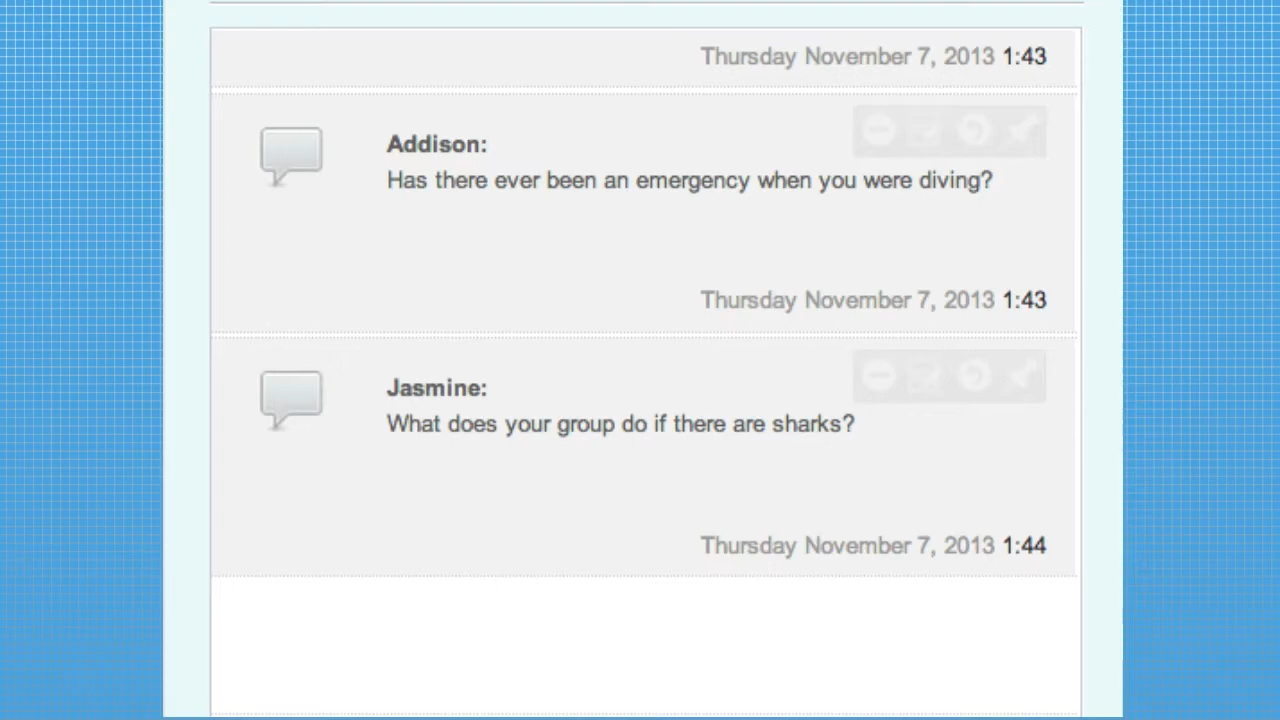 Thursday November 7, 2013 1:43
Addison:
Has there ever been an emergency when you were diving?
Thursday November 7, 2013 1:43
Jasmine:
What does your group do if there are sharks?
Thursday November 7, 2013 1:44